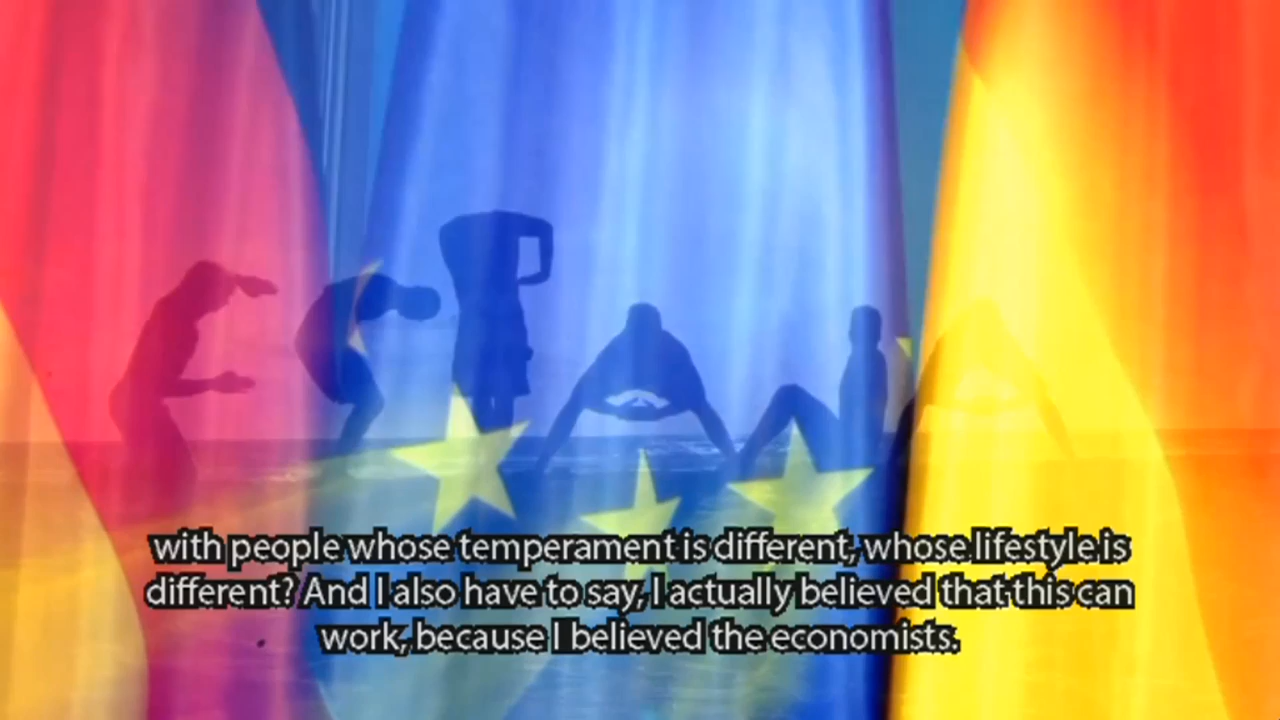 with people whose temperament is different, whose lifestyle is
different? And I also have to say, I actually believed that this can
work, because I believed the economists.